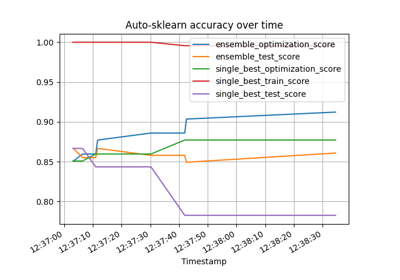 Auto-sklearn accuracy over time
1.00
0.95
0.90
0.85
0.80
ensemble_optimization_score
ensemble_test_score
single_best_optimization_score
single_best_train_score
single_best_test_score
12:37:00
12:37:10
12:37:20
12:37:30
12:37:40
12:37:50
12:38:00
12:38:10
12:38:20
12:38:30
Timestamp